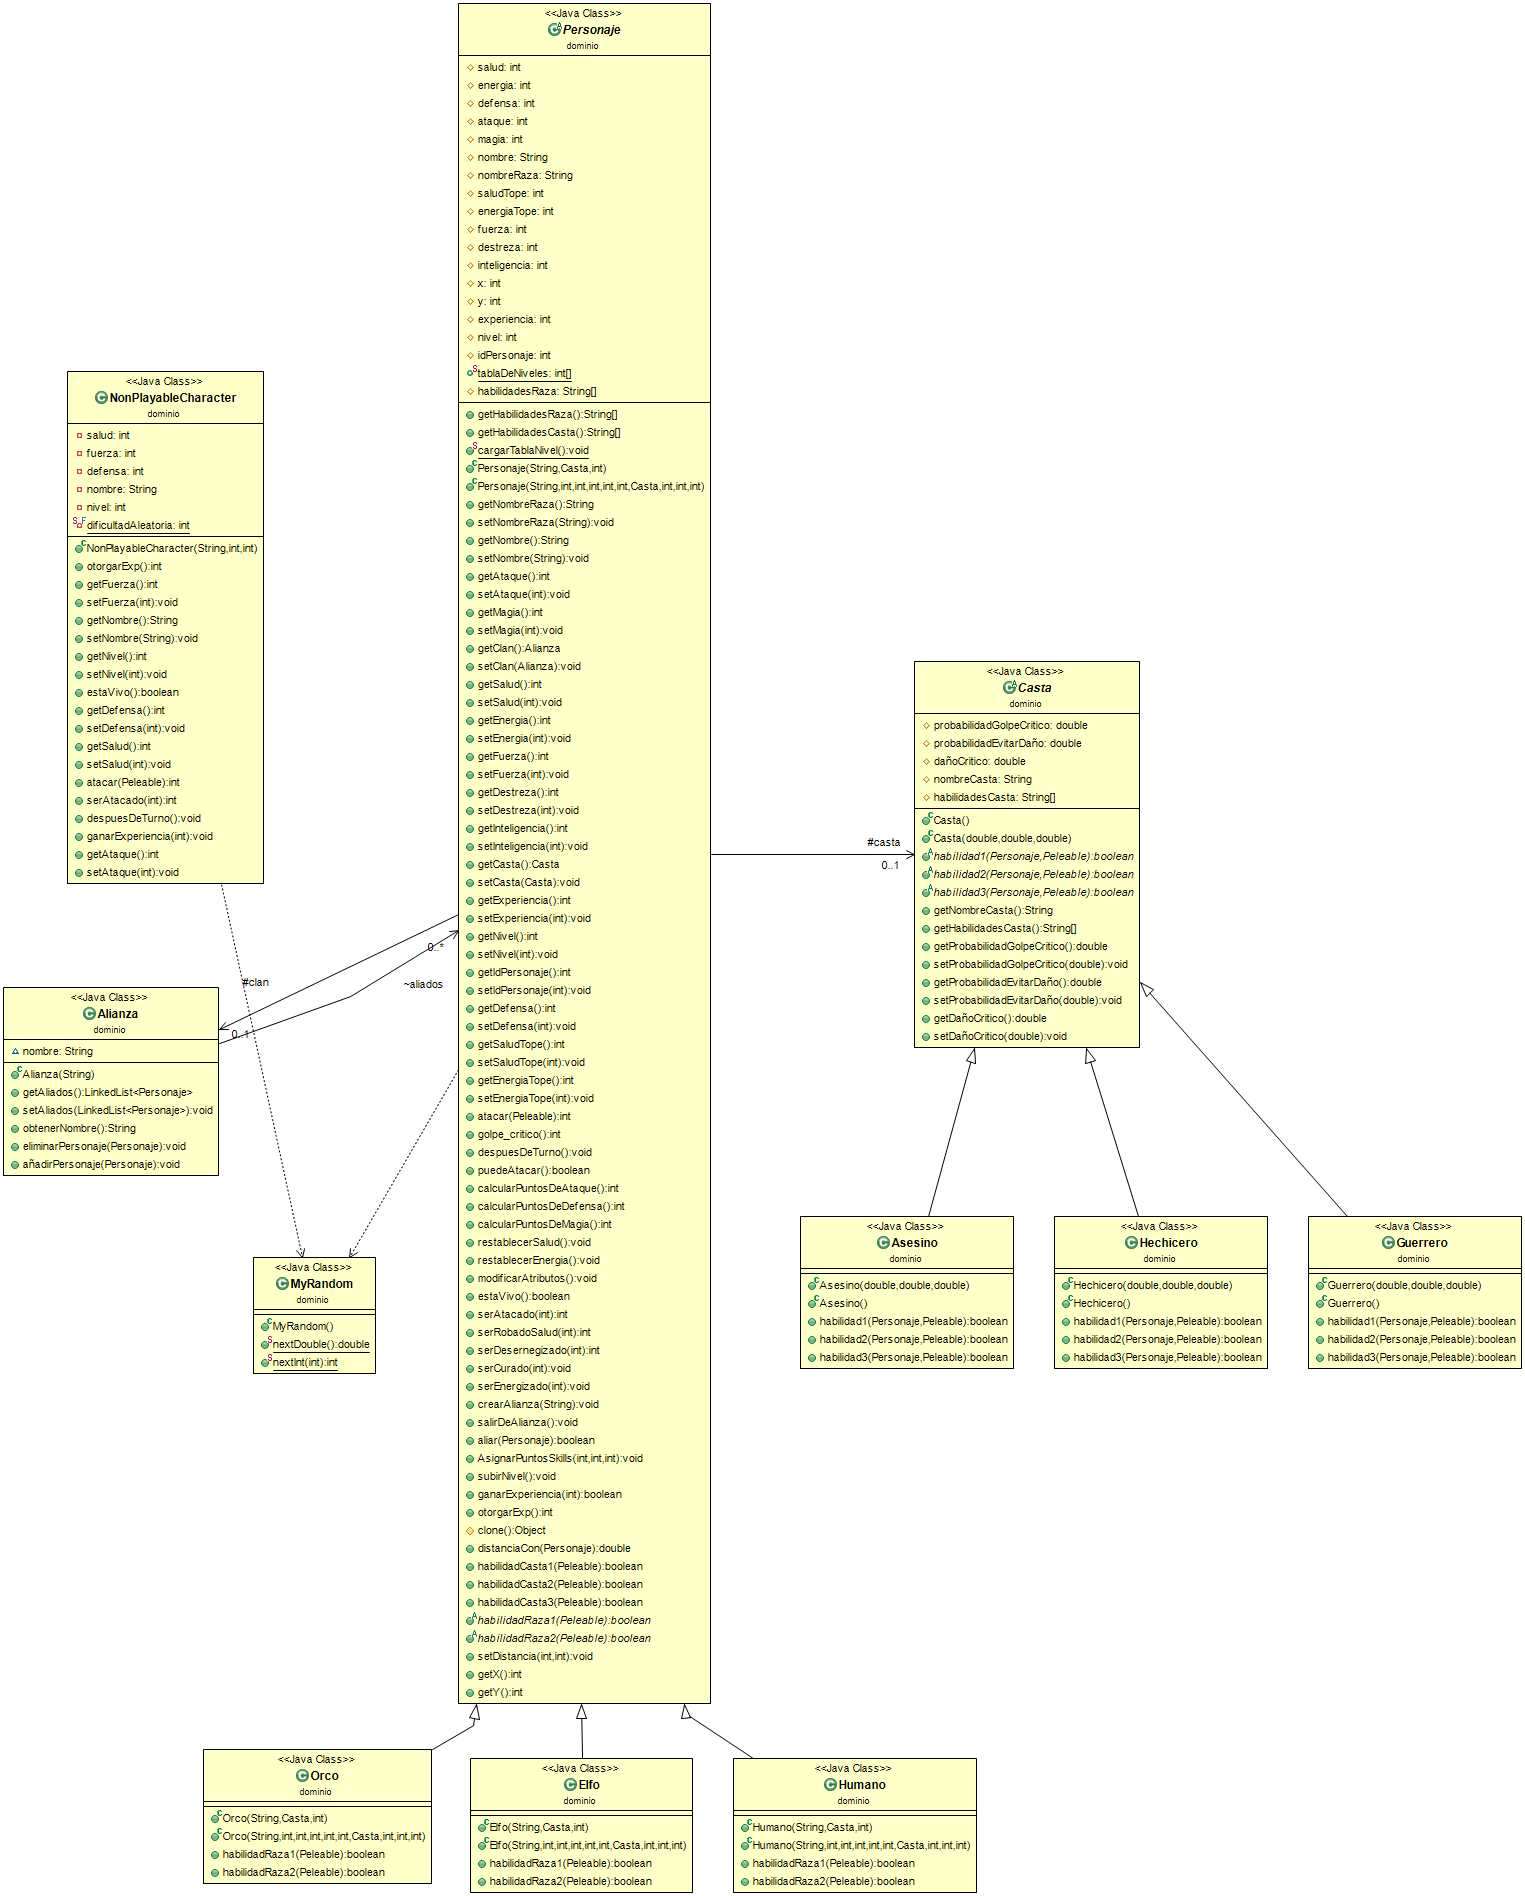 <<Java Class>>
Personaje
dominio
salud: int
energia: int
defensa: int
ataque: int
magia: int
nombre: String
nombreRaza: String
saludTope: int
energiaTope: int
fuerza: int
destreza: int
inteligencia: int
x: int
y: int
experiencia: int
nivel: int
idPersonaje: int
tablaDeNiveles: int[]
habilidadesRaza: String[]
getHabilidadesRaza():String[]
getHabilidadesCasta():String[]
cargarTablaNivel():void
Personaje(String,Casta,int)
Personaje(String,int,int,int,int,int,Casta,int,int,int)
getNombreRaza():String
setNombreRaza(String):void
getNombre():String
setNombre(String):void
getAtaque():int
setAtaque(int):void
getMagia():int
setMagia(int):void
getClan():Alianza
setClan(Alianza):void
getSalud():int
setSalud(int):void
getEnergia():int
setEnergia(int):void
getFuerza():int
setFuerza(int):void
getDestreza():int
setDestreza(int):void
getInteligencia():int
setInteligencia(int):void
getCasta():Casta
setCasta(Casta):void
getExperiencia():int
setExperiencia(int):void
getNivel():int
setNivel(int):void
getIdPersonaje():int
setIdPersonaje(int):void
getDefensa():int
setDefensa(int):void
getSaludTope():int
setSaludTope(int):void
getEnergiaTope():int
setEnergiaTope(int):void
atacar(Peleable):int
golpe_critico():int
despuesDeTurno():void
puedeAtacar():boolean
calcularPuntosDeAtaque():int
calcularPuntosDeDefensa():int
calcularPuntosDeMagia():int
restablecerSalud():void
restablecerEnergia():void
modificarAtributos():void
estaVivo():boolean
serAtacado(int):int
serRobadoSalud(int):int
serDesernegizado(int):int
serCurado(int):void
serEnergizado(int):void
crearAlianza(String):void
salirDeAlianza():void
aliar(Personaje):boolean
AsignarPuntosSkills(int,int,int):void
subirNivel():void
ganarExperiencia(int):boolean
otorgarExp():int
clone():Object
distanciaCon(Personaje):double
habilidadCasta1(Peleable):boolean
habilidadCasta2(Peleable):boolean
habilidadCasta3(Peleable):boolean
habilidadRaza1(Peleable):boolean
habilidadRaza2(Peleable):boolean
setDistancia(int,int):void
getX():int
getY():int
<<Java Class>>
NonPlayableCharacter
dominio
salud: int
fuerza: int
defensa: int
nombre: String
nivel: int
dificultadAleatoria: int
NonPlayableCharacter(String,int,int)
otorgarExp():int
getFuerza():int
setFuerza(int):void
getNombre():String
setNombre(String):void
getNivel():int
setNivel(int):void
estaVivo():boolean
getDefensa():int
setDefensa(int):void
getSalud():int
setSalud(int):void
atacar(Peleable):int
serAtacado(int):int
despuesDeTurno():void
ganarExperiencia(int):void
getAtaque():int
setAtaque(int):void
<<Java Class>>
Casta
dominio
probabilidadGolpeCritico: double
probabilidadEvitarDaño: double
dañoCritico: double
nombreCasta: String
habilidadesCasta: String[]
Casta()
Casta(double,double,double)
habilidad1(Personaje,Peleable):boolean
habilidad2(Personaje,Peleable):boolean
habilidad3(Personaje,Peleable):boolean
getNombreCasta():String
getHabilidadesCasta():String[]
getProbabilidadGolpeCritico():double
setProbabilidadGolpeCritico(double):void
getProbabilidadEvitarDaño():double
setProbabilidadEvitarDaño(double):void
getDañoCritico():double
setDañoCritico(double):void
#casta
0..1
0..*
#clan
~aliados
0..1
<<Java Class>>
Alianza
dominio
nombre: String
Alianza(String)
getAliados():LinkedList<Personaje>
setAliados(LinkedList<Personaje>):void
obtenerNombre():String
eliminarPersonaje(Personaje):void
añadirPersonaje(Personaje):void
<<Java Class>>
MyRandom
dominio
MyRandom()
nextDouble():double
nextInt(int):int
<<Java Class>>
Asesino
dominio
Asesino(double,double,double)
Asesino()
habilidad1(Personaje,Peleable):boolean
habilidad2(Personaje,Peleable):boolean
habilidad3(Personaje,Peleable):boolean
<<Java Class>>
Hechicero
dominio
Hechicero(double,double,double)
Hechicero()
habilidad1(Personaje,Peleable):boolean
habilidad2(Personaje,Peleable):boolean
habilidad3(Personaje,Peleable):boolean
<<Java Class>>
Guerrero
dominio
Guerrero(double,double,double)
Guerrero()
habilidad1(Personaje,Peleable):boolean
habilidad2(Personaje,Peleable):boolean
habilidad3(Personaje,Peleable):boolean
<<Java Class>>
Orco
dominio
Orco(String,Casta,int)
Orco(String,int,int,int,int,int,Casta,int,int,int)
habilidadRaza1(Peleable):boolean
habilidadRaza2(Peleable):boolean
<<Java Class>>
Elfo
dominio
Elfo(String,Casta,int)
Elfo(String,int,int,int,int,int,Casta,int,int,int)
habilidadRaza1(Peleable):boolean
habilidadRaza2(Peleable):boolean
<<Java Class>>
Humano
dominio
Humano(String,Casta,int)
Humano(String,int,int,int,int,int,Casta,int,int,int)
habilidadRaza1(Peleable):boolean
habilidadRaza2(Peleable):boolean